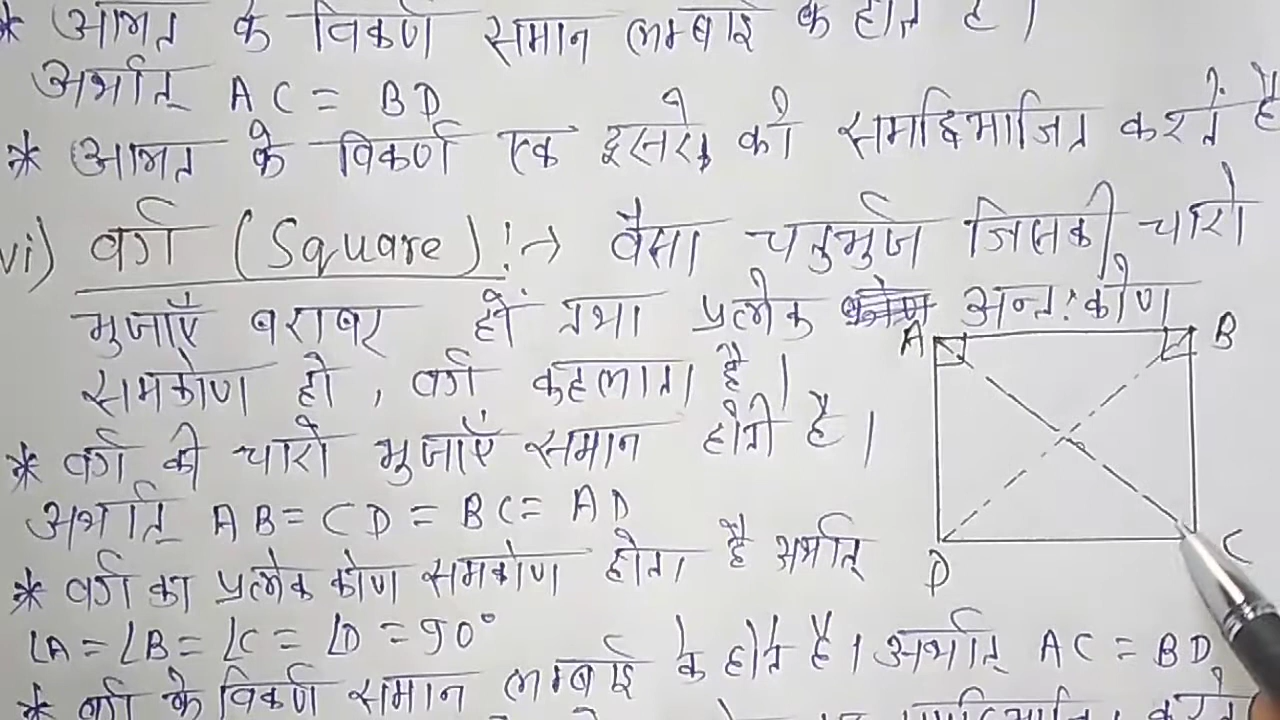 * आयत के विकर्ण समान लम्बाई के होते हैं।
अर्थात् AC = BD
* आयत के विकर्ण एक दूसरे को समद्विभाजित करते हैं
vi) वर्ग (Square) :→ वैसा चतुर्भुज जिसकी चारों
भुजाएँ बराबर हों तथा प्रत्येक अन्तः कोण
समकोण हो, वर्ग कहलाता है।
* वर्ग की चारों भुजाएँ समान होती है।
अर्थात् AB = CD = BC = AD
* वर्ग का प्रत्येक कोण समकोण होता है अर्थात्
∠A = ∠B = ∠C = ∠D = 90°
* वर्ग के विकर्ण समान लम्बाई के होते हैं। अर्थात् AC = BD
A B
D C